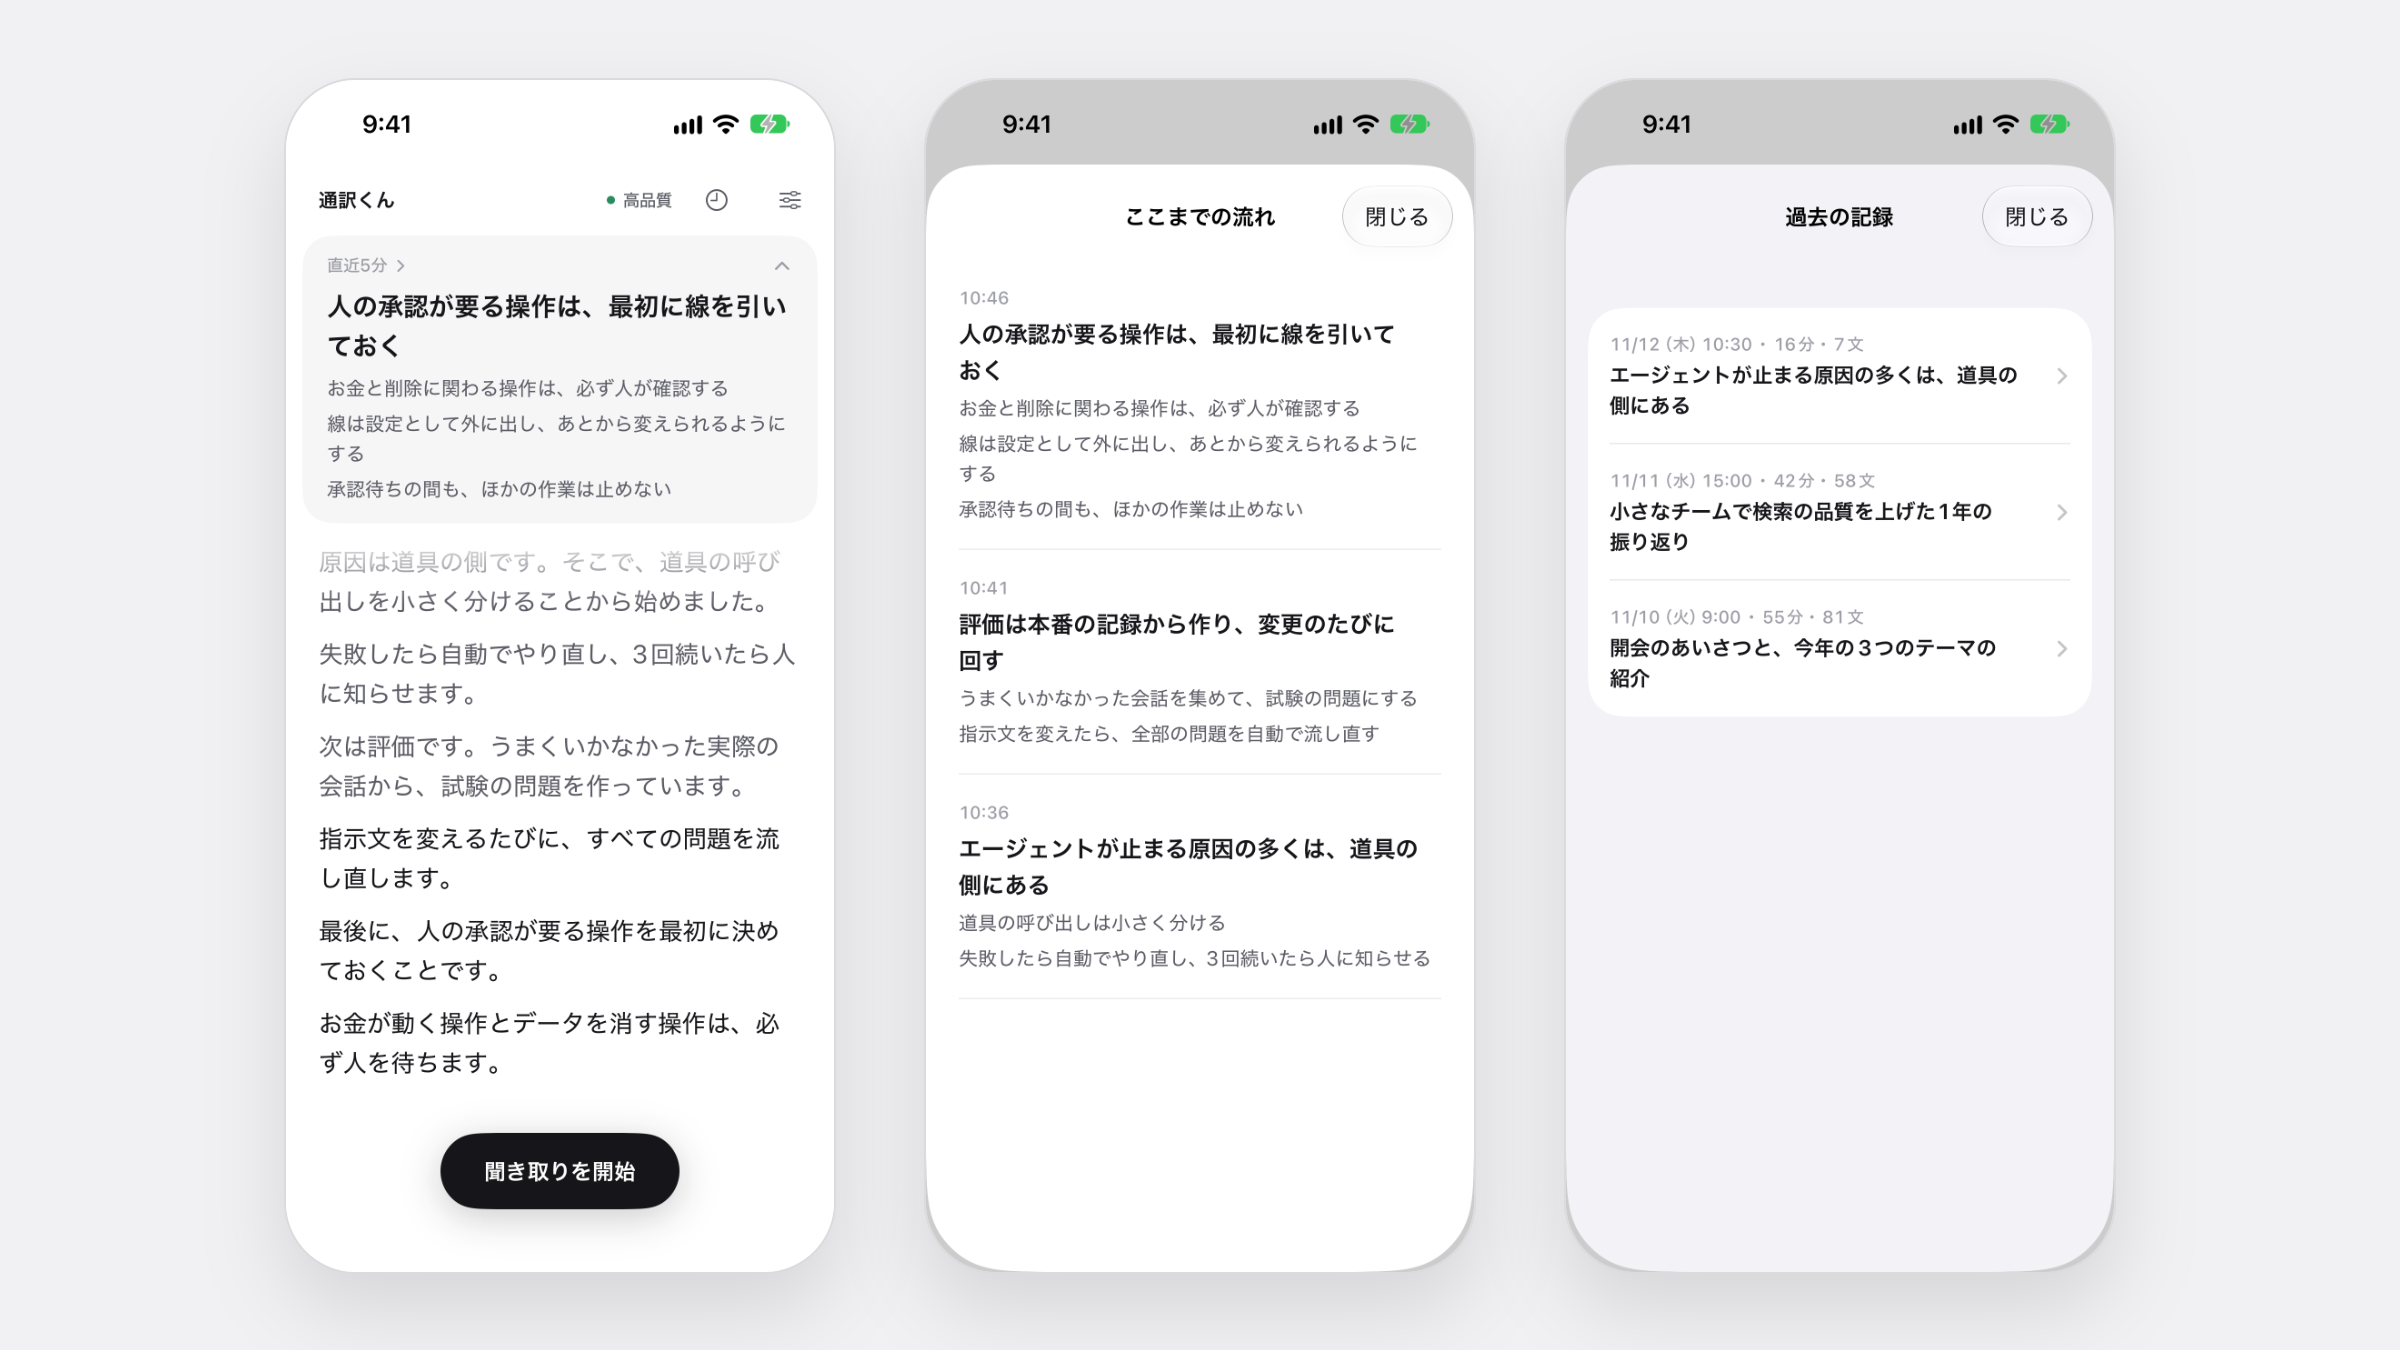 9:41
通訳くん
高品質
直近5分
人の承認が要る操作は、最初に線を引い
ておく
お金と削除に関わる操作は、必ず人が確認する
線は設定として外に出し、あとから変えられるように
する
承認待ちの間も、ほかの作業は止めない
原因は道具の側です。そこで、道具の呼び
出しを小さく分けることから始めました。
失敗したら自動でやり直し、3回続いたら人
に知らせます。
次は評価です。うまくいかなかった実際の
会話から、試験の問題を作っています。
指示文を変えるたびに、すべての問題を流
し直します。
最後に、人の承認が要る操作を最初に決め
ておくことです。
お金が動く操作とデータを消す操作は、必
ず人を待ちます。
聞き取りを開始
9:41
ここまでの流れ
閉じる
10:46
人の承認が要る操作は、最初に線を引いて
おく
お金と削除に関わる操作は、必ず人が確認する
線は設定として外に出し、あとから変えられるように
する
承認待ちの間も、ほかの作業は止めない
10:41
評価は本番の記録から作り、変更のたびに
回す
うまくいかなかった会話を集めて、試験の問題にする
指示文を変えたら、全部の問題を自動で流し直す
10:36
エージェントが止まる原因の多くは、道具の
側にある
道具の呼び出しは小さく分ける
失敗したら自動でやり直し、3回続いたら人に知らせる
9:41
過去の記録
閉じる
11/12 (木) 10:30・16分・7文
エージェントが止まる原因の多くは、道具の
側にある
11/11 (水) 15:00・42分・58文
小さなチームで検索の品質を上げた1年の
振り返り
11/10 (火) 9:00・55分・81文
開会のあいさつと、今年の3つのテーマの
紹介